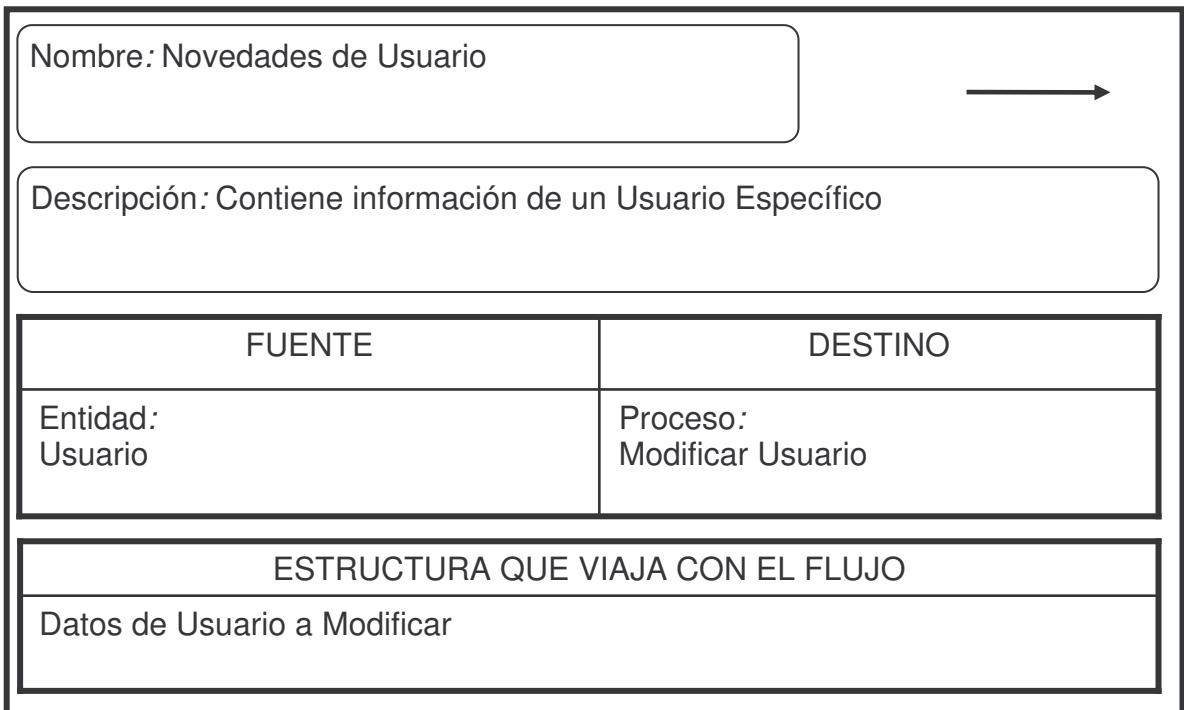 Nombre: Novedades de Usuario
Descripción: Contiene información de un Usuario Específico
FUENTE
DESTINO
Entidad:
Usuario
Proceso:
Modificar Usuario
ESTRUCTURA QUE VIAJA CON EL FLUJO
Datos de Usuario a Modificar